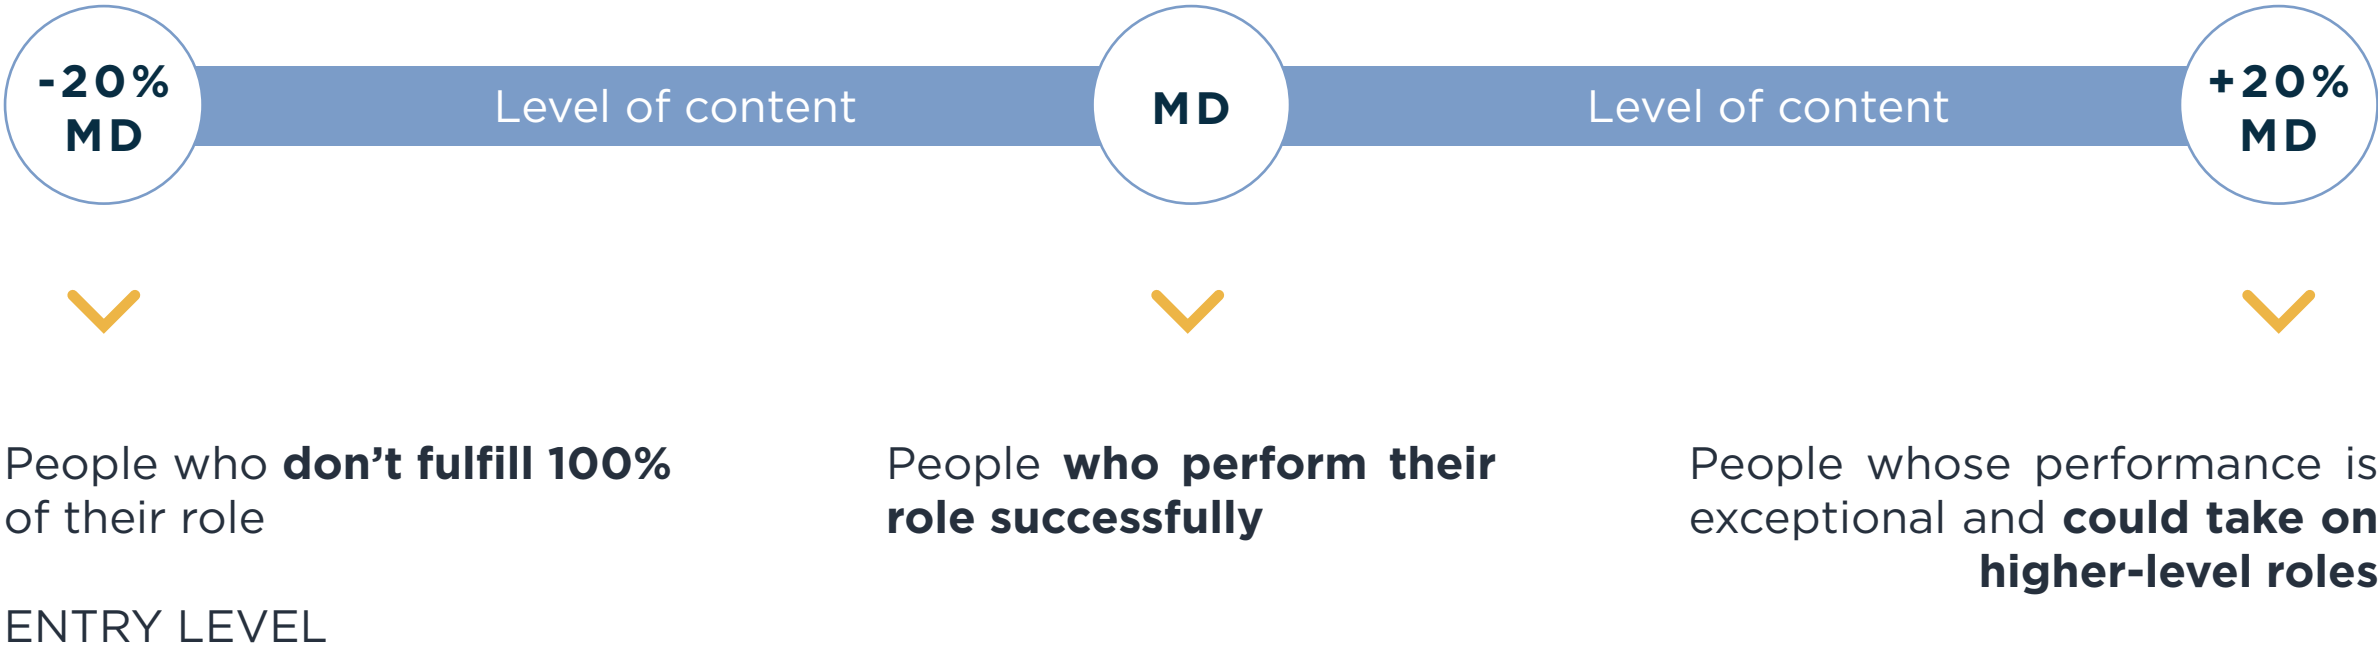 -20%
MD
Level of content
MD
Level of content
+20%
MD
People who don’t fulfill 100%
of their role
ENTRY LEVEL
People who perform their
role successfully
People whose performance is
exceptional and could take on
higher-level roles